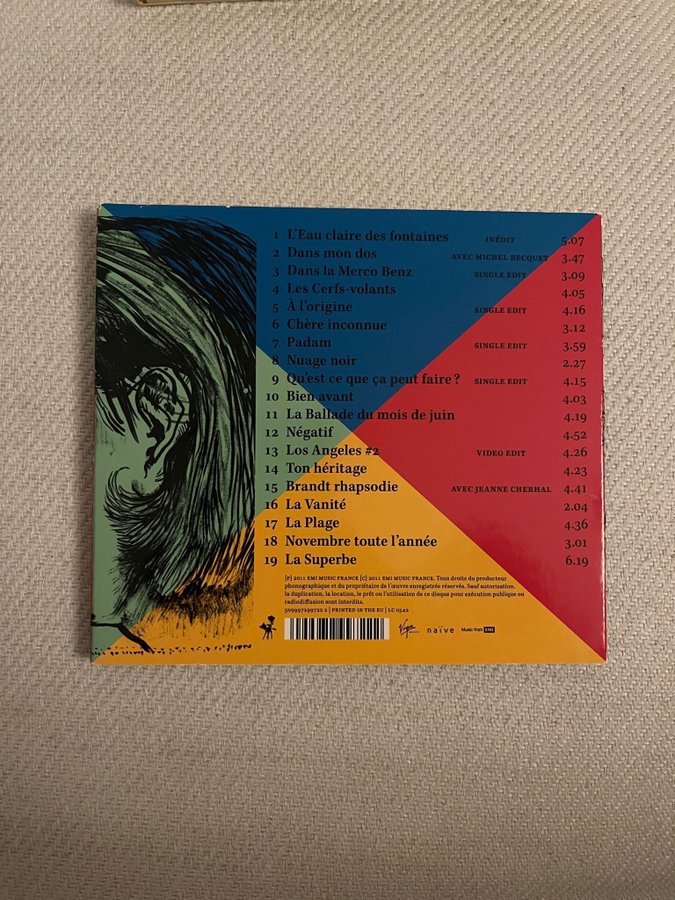 1 L'Eau claire des fontaines INÉDIT 5.07
2 Dans mon dos AVEC MICHEL BECQUET 3.47
3 Dans la Merco Benz SINGLE EDIT 3.09
4 Les Cerfs-volants 4.05
5 À l'origine SINGLE EDIT 4.16
6 Chère inconnue 3.12
7 Padam SINGLE EDIT 3.59
8 Nuage noir 2.27
9 Qu'est ce que ça peut faire ? SINGLE EDIT 4.15
10 Bien avant 4.03
11 La Ballade du mois de juin 4.19
12 Négatif 4.52
13 Los Angeles #2 VIDEO EDIT 4.26
14 Ton héritage 4.23
15 Brandt rhapsodie AVEC JEANNE CHERHAL 4.41
16 La Vanité 2.04
17 La Plage 4.36
18 Novembre toute l'année 3.01
19 La Superbe 6.19
[P] 2011 EMI MUSIC FRANCE [C] 2011 EMI MUSIC FRANCE. Tous droits du producteur
phonographique et du propriétaire de l'œuvre enregistrée réservés. Sauf autorisation,
la duplication, la location, le prêt ou l'utilisation de ce disque pour exécution publique ou
radiodiffusion sont interdits.
5099972997222 | PRINTED IN THE EU | LC 0542
Virgin naïve Music from EMI